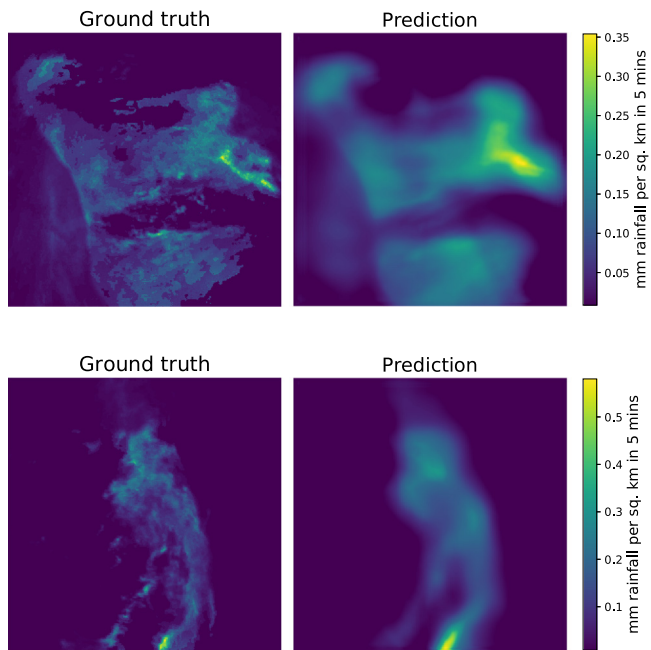 Ground truth
Prediction
0.35
0.30
0.25
0.20
0.15
0.10
0.05
mm rainfall per sq. km in 5 mins
Ground truth
Prediction
0.5
0.4
0.3
0.2
0.1
mm rainfall per sq. km in 5 mins